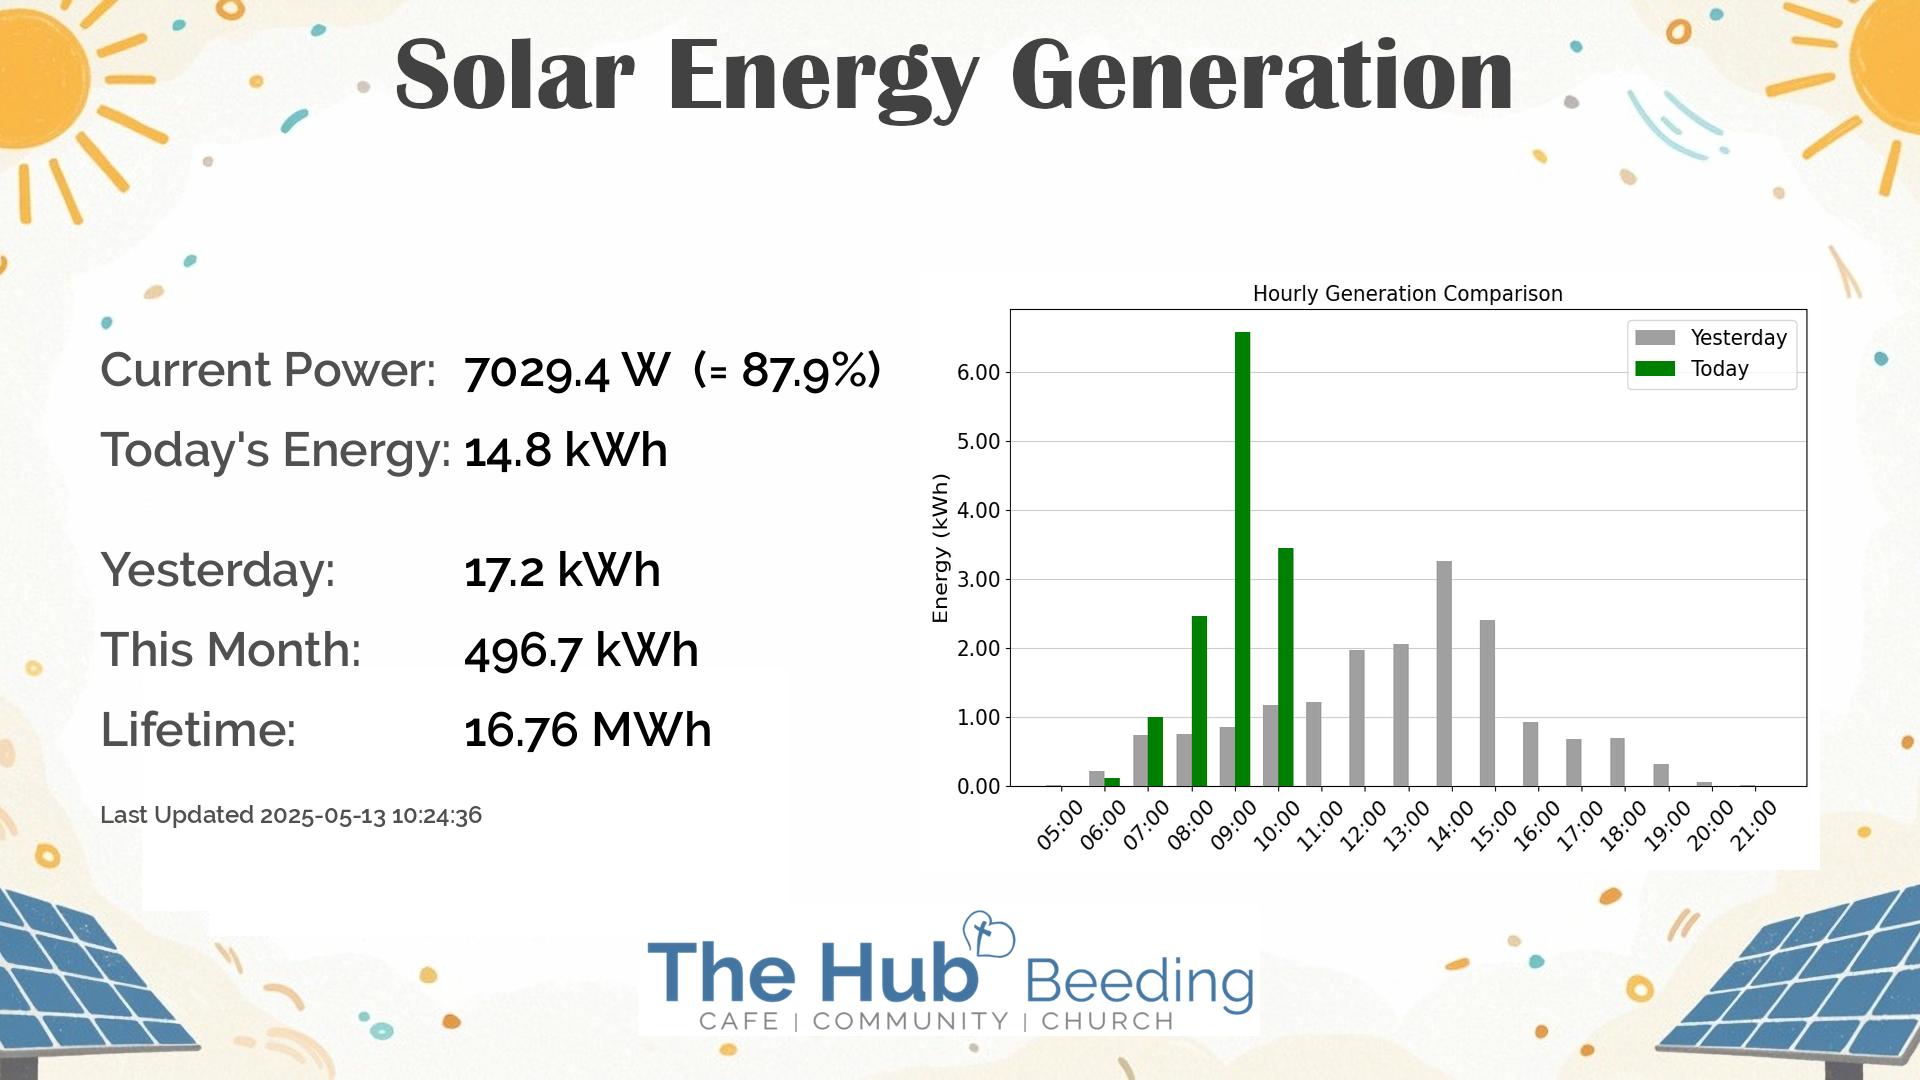 Solar Energy Generation
Current Power: 7029.4 W (= 87.9%)
Today's Energy: 14.8 kWh
Yesterday: 17.2 kWh
This Month: 496.7 kWh
Lifetime: 16.76 MWh
Last Updated 2025-05-13 10:24:36
Hourly Generation Comparison
Yesterday
Today
Energy (kWh)
6.00
5.00
4.00
3.00
2.00
1.00
0.00
05:00 06:00 07:00 08:00 09:00 10:00 11:00 12:00 13:00 14:00 15:00 16:00 17:00 18:00 19:00 20:00 21:00
The Hub Beeding
CAFE | COMMUNITY | CHURCH